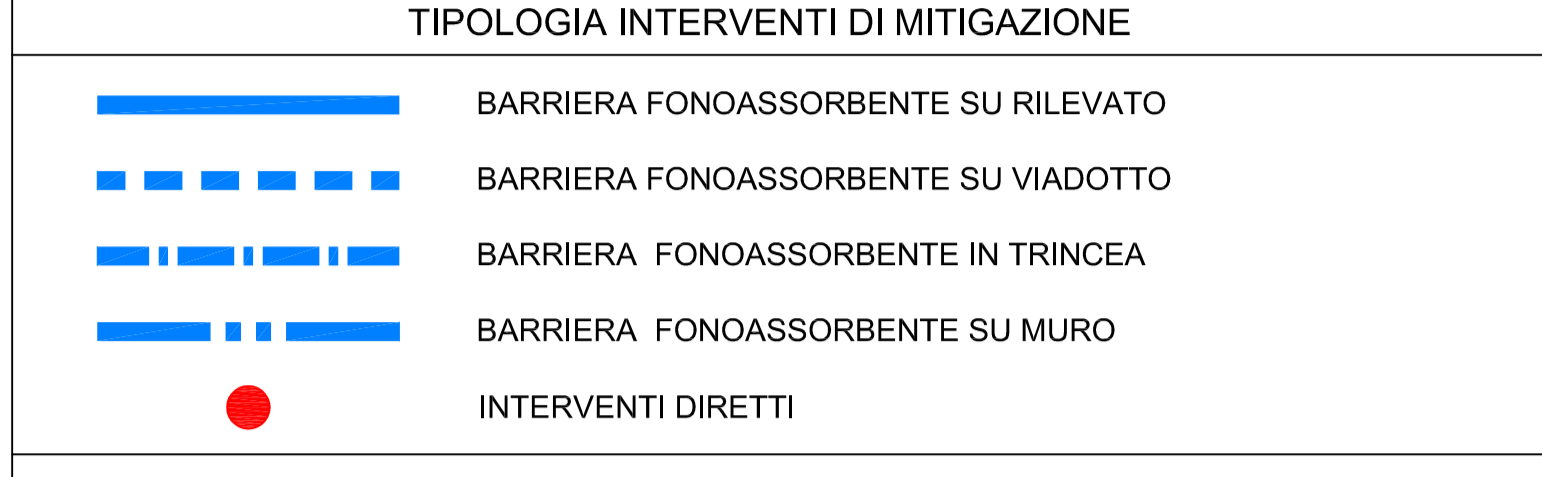 TIPOLOGIA INTERVENTI DI MITIGAZIONE
BARRIERA FONOASSORBENTE SU RILEVATO
BARRIERA FONOASSORBENTE SU VIADOTTO
BARRIERA FONOASSORBENTE IN TRINCEA
BARRIERA FONOASSORBENTE SU MURO
INTERVENTI DIRETTI